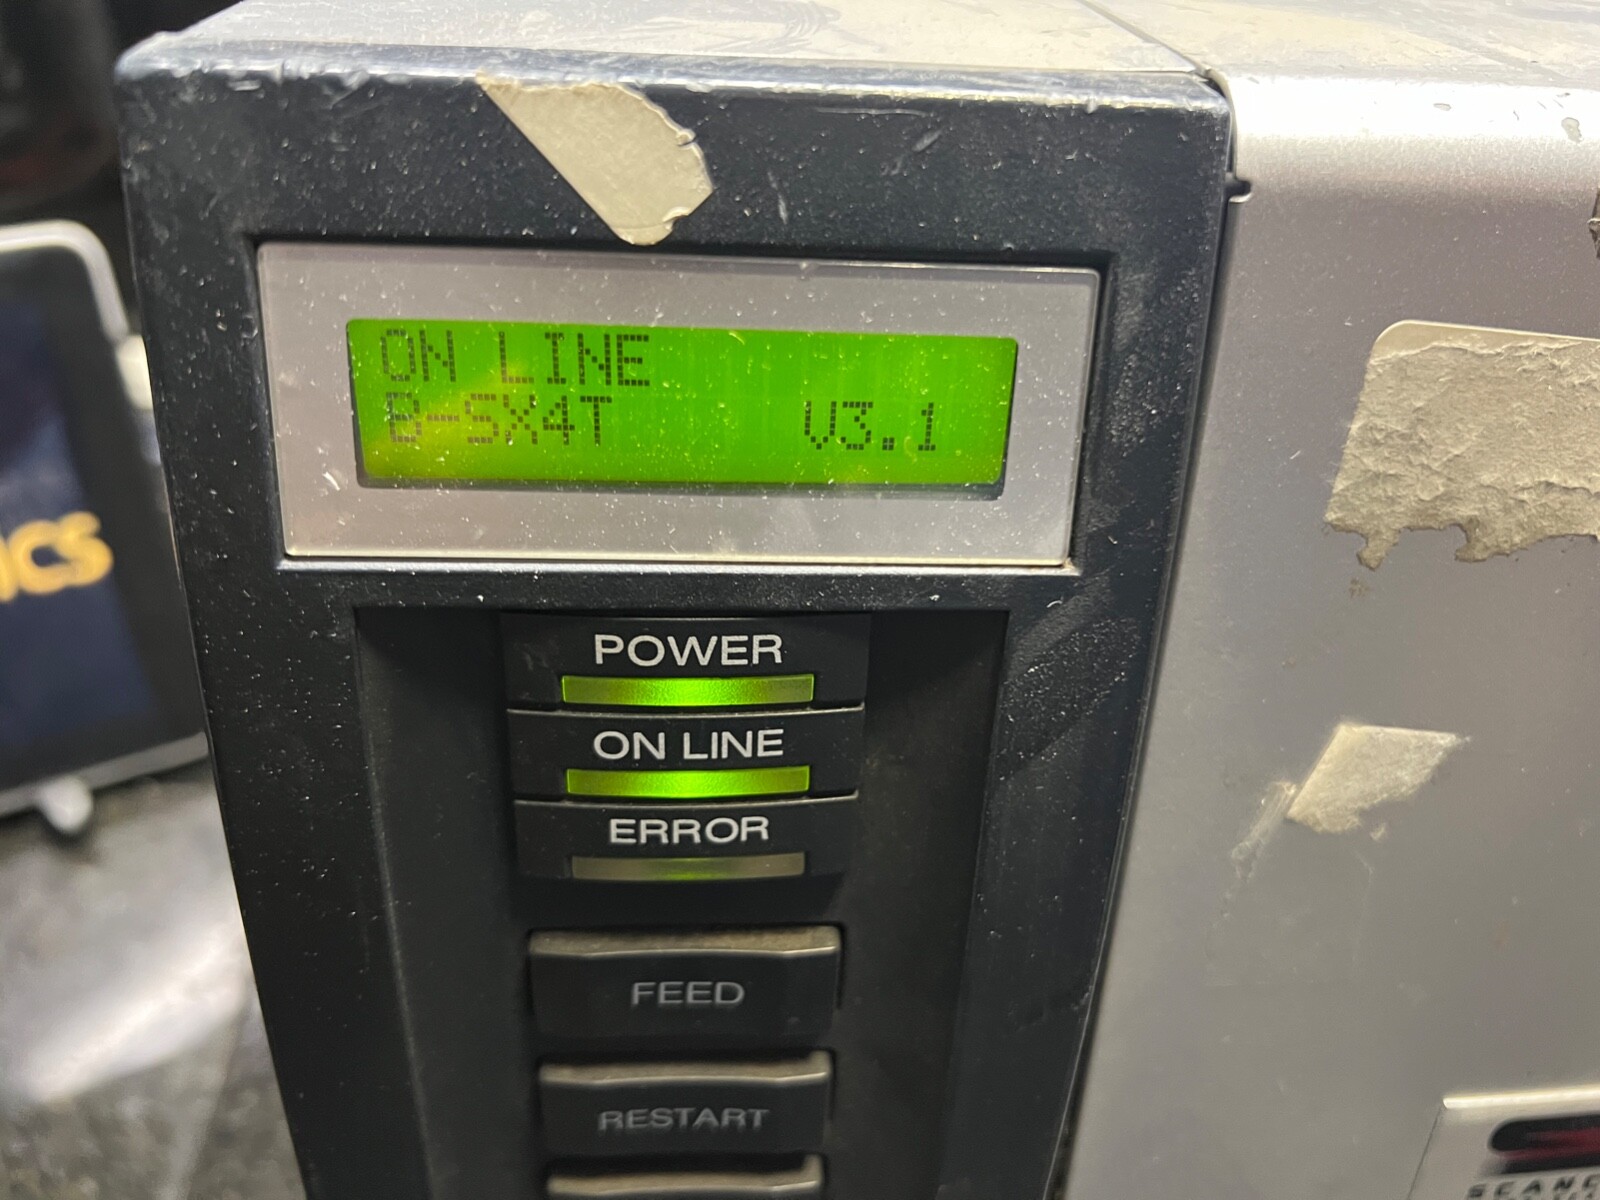 ON LINE
B-SX4T V3.1
POWER
ON LINE
ERROR
FEED
RESTART